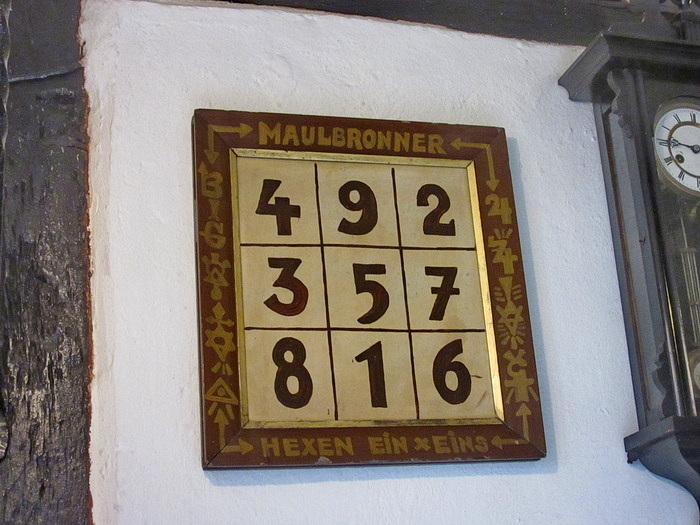 MAULBRONNER
4 9 2
3 5 7
8 1 6
HEXEN EIN × EINS